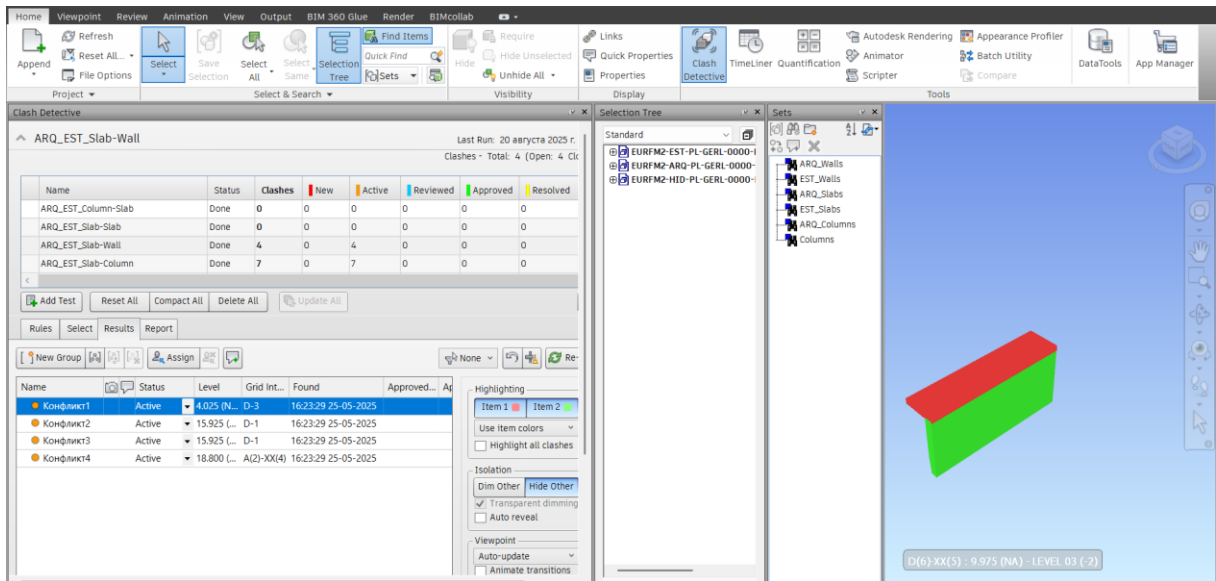 Home Viewpoint Review Animation View Output BIM 360 Glue Render BIMcollab
Append
Refresh
Reset All...
File Options
Project
Select
Save Selection
Select All
Select Same
Selection Tree
Find Items
Quick Find
Sets
Select & Search
Hide
Require
Hide Unselected
Unhide All
Visibility
Links
Quick Properties
Properties
Display
Clash Detective
TimeLiner
Quantification
Autodesk Rendering
Animator
Scripter
Appearance Profiler
Batch Utility
Compare
DataTools
App Manager
Tools
Clash Detective
ARQ_EST_Slab-Wall
Last Run: 20 августа 2025 г.
Clashes - Total: 4 (Open: 4 Clo
Name Status Clashes New Active Reviewed Approved Resolved
ARQ_EST_Column-Slab Done 0 0 0 0 0 0
ARQ_EST_Slab-Slab Done 0 0 0 0 0 0
ARQ_EST_Slab-Wall Done 4 0 4 0 0 0
ARQ_EST_Slab-Column Done 7 0 7 0 0 0
Add Test Reset All Compact All Delete All Update All
Rules Select Results Report
New Group Assign None Re-
Name Status Level Grid Int... Found Approved... Ap
Конфликт1 Active 4.025 (N... D-3 16:23:29 25-05-2025
Конфликт2 Active 15.925 (... D-1 16:23:29 25-05-2025
Конфликт3 Active 15.925 (... D-1 16:23:29 25-05-2025
Конфликт4 Active 18.800 (... A(2)-XX(4) 16:23:29 25-05-2025
Highlighting
Item 1 Item 2
Use item colors
Highlight all clashes
Isolation
Dim Other Hide Other
Transparent dimming
Auto reveal
Viewpoint
Auto-update
Animate transitions
Selection Tree
Standard
EURFM2-EST-PL-GERL-0000-
EURFM2-ARQ-PL-GERL-0000-
EURFM2-HID-PL-GERL-0000-
Sets
ARQ_Walls
EST_Walls
ARQ_Slabs
EST_Slabs
ARQ_Columns
Columns
D(6)-XX(5) : 9.975 (NA) - LEVEL 03 (-2)